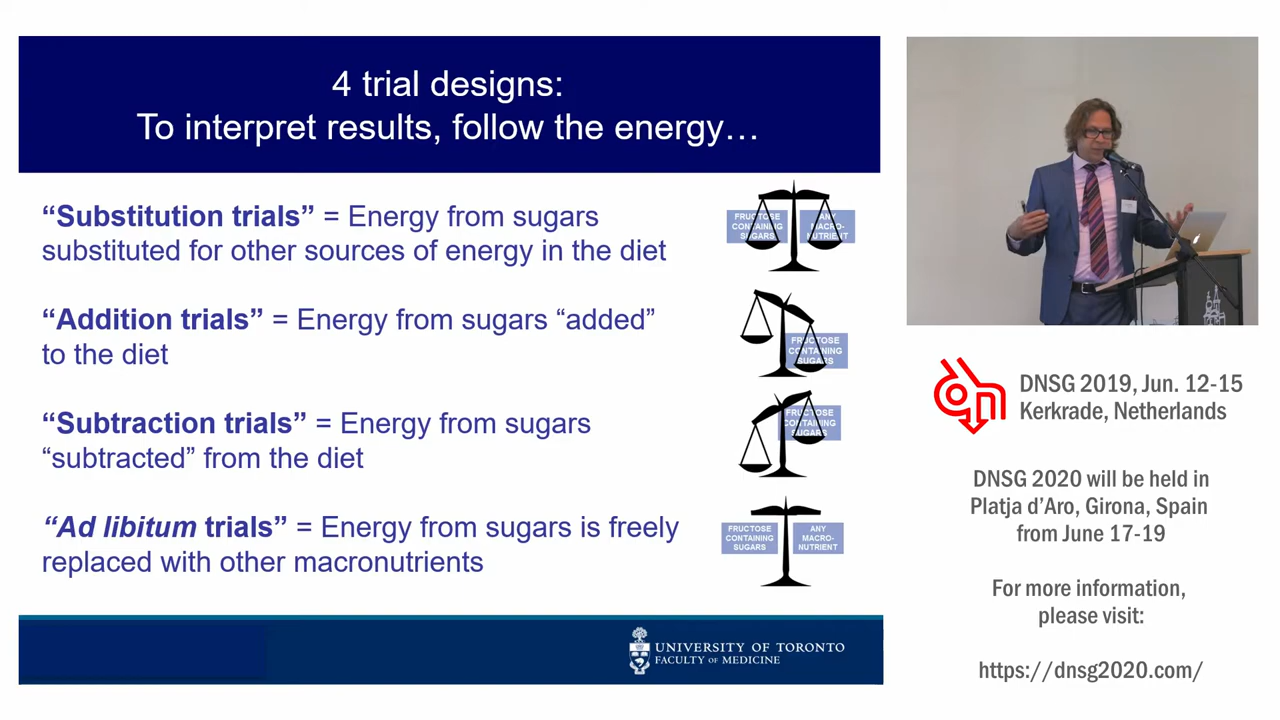 4 trial designs:
To interpret results, follow the energy…
“Substitution trials” = Energy from sugars
substituted for other sources of energy in the diet
FRUCTOSE
CONTAINING
SUGARS
ANY
MACRO-
NUTRIENT
“Addition trials” = Energy from sugars “added”
to the diet
FRUCTOSE
CONTAINING
SUGARS
“Subtraction trials” = Energy from sugars
“subtracted” from the diet
FRUCTOSE
CONTAINING
SUGARS
“Ad libitum trials” = Energy from sugars is freely
replaced with other macronutrients
FRUCTOSE
CONTAINING
SUGARS
ANY
MACRO-
NUTRIENT
UNIVERSITY OF TORONTO
FACULTY OF MEDICINE
DNSG 2019, Jun. 12-15
Kerkrade, Netherlands
DNSG 2020 will be held in
Platja d’Aro, Girona, Spain
from June 17-19
For more information,
please visit:
https://dnsg2020.com/